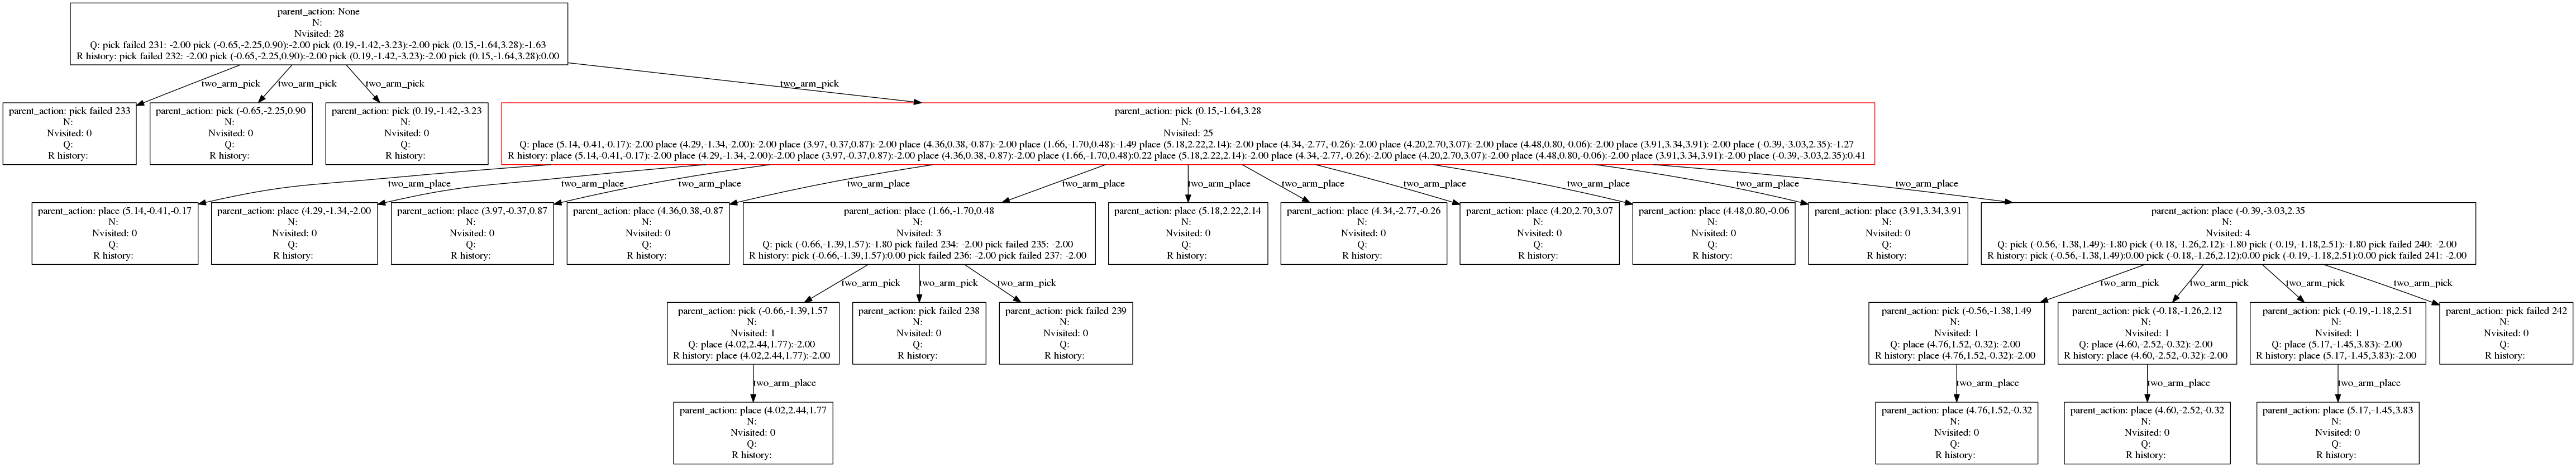 parent_action: None
N:
Nvisited: 28
Q: pick failed 231: -2.00 pick (-0.65,-2.25,0.90):-2.00 pick (0.19,-1.42,-3.23):-2.00 pick (0.15,-1.64,3.28):-1.63
R history: pick failed 232: -2.00 pick (-0.65,-2.25,0.90):-2.00 pick (0.19,-1.42,-3.23):-2.00 pick (0.15,-1.64,3.28):0.00
two_arm_pick
two_arm_pick
two_arm_pick
two_arm_pick
parent_action: pick failed 233
N:
Nvisited: 0
Q:
R history:
parent_action: pick (-0.65,-2.25,0.90
N:
Nvisited: 0
Q:
R history:
parent_action: pick (0.19,-1.42,-3.23
N:
Nvisited: 0
Q:
R history:
parent_action: pick (0.15,-1.64,3.28
N:
Nvisited: 25
Q: place (5.14,-0.41,-0.17):-2.00 place (4.29,-1.34,-2.00):-2.00 place (3.97,-0.37,0.87):-2.00 place (4.36,0.38,-0.87):-2.00 place (1.66,-1.70,0.48):-1.49 place (5.18,2.22,2.14):-2.00 place (4.34,-2.77,-0.26):-2.00 place (4.20,2.70,3.07):-2.00 place (4.48,0.80,-0.06):-2.00 place (3.91,3.34,3.91):-2.00 place (-0.39,-3.03,2.35):-1.27
R history: place (5.14,-0.41,-0.17):-2.00 place (4.29,-1.34,-2.00):-2.00 place (3.97,-0.37,0.87):-2.00 place (4.36,0.38,-0.87):-2.00 place (1.66,-1.70,0.48):0.22 place (5.18,2.22,2.14):-2.00 place (4.34,-2.77,-0.26):-2.00 place (4.20,2.70,3.07):-2.00 place (4.48,0.80,-0.06):-2.00 place (3.91,3.34,3.91):-2.00 place (-0.39,-3.03,2.35):0.41
two_arm_place
two_arm_place
two_arm_place
two_arm_place
two_arm_place
two_arm_place
two_arm_place
two_arm_place
two_arm_place
two_arm_place
two_arm_place
parent_action: place (5.14,-0.41,-0.17
N:
Nvisited: 0
Q:
R history:
parent_action: place (4.29,-1.34,-2.00
N:
Nvisited: 0
Q:
R history:
parent_action: place (3.97,-0.37,0.87
N:
Nvisited: 0
Q:
R history:
parent_action: place (4.36,0.38,-0.87
N:
Nvisited: 0
Q:
R history:
parent_action: place (1.66,-1.70,0.48
N:
Nvisited: 3
Q: pick (-0.66,-1.39,1.57):-1.80 pick failed 234: -2.00 pick failed 235: -2.00
R history: pick (-0.66,-1.39,1.57):0.00 pick failed 236: -2.00 pick failed 237: -2.00
parent_action: place (5.18,2.22,2.14
N:
Nvisited: 0
Q:
R history:
parent_action: place (4.34,-2.77,-0.26
N:
Nvisited: 0
Q:
R history:
parent_action: place (4.20,2.70,3.07
N:
Nvisited: 0
Q:
R history:
parent_action: place (4.48,0.80,-0.06
N:
Nvisited: 0
Q:
R history:
parent_action: place (3.91,3.34,3.91
N:
Nvisited: 0
Q:
R history:
parent_action: place (-0.39,-3.03,2.35
N:
Nvisited: 4
Q: pick (-0.56,-1.38,1.49):-1.80 pick (-0.18,-1.26,2.12):-1.80 pick (-0.19,-1.18,2.51):-1.80 pick failed 240: -2.00
R history: pick (-0.56,-1.38,1.49):0.00 pick (-0.18,-1.26,2.12):0.00 pick (-0.19,-1.18,2.51):0.00 pick failed 241: -2.00
two_arm_pick
two_arm_pick
two_arm_pick
two_arm_pick
two_arm_pick
two_arm_pick
two_arm_pick
parent_action: pick (-0.66,-1.39,1.57
N:
Nvisited: 1
Q: place (4.02,2.44,1.77):-2.00
R history: place (4.02,2.44,1.77):-2.00
parent_action: pick failed 238
N:
Nvisited: 0
Q:
R history:
parent_action: pick failed 239
N:
Nvisited: 0
Q:
R history:
parent_action: pick (-0.56,-1.38,1.49
N:
Nvisited: 1
Q: place (4.76,1.52,-0.32):-2.00
R history: place (4.76,1.52,-0.32):-2.00
parent_action: pick (-0.18,-1.26,2.12
N:
Nvisited: 1
Q: place (4.60,-2.52,-0.32):-2.00
R history: place (4.60,-2.52,-0.32):-2.00
parent_action: pick (-0.19,-1.18,2.51
N:
Nvisited: 1
Q: place (5.17,-1.45,3.83):-2.00
R history: place (5.17,-1.45,3.83):-2.00
parent_action: pick failed 242
N:
Nvisited: 0
Q:
R history:
two_arm_place
two_arm_place
two_arm_place
two_arm_place
parent_action: place (4.02,2.44,1.77
N:
Nvisited: 0
Q:
R history:
parent_action: place (4.76,1.52,-0.32
N:
Nvisited: 0
Q:
R history:
parent_action: place (4.60,-2.52,-0.32
N:
Nvisited: 0
Q:
R history:
parent_action: place (5.17,-1.45,3.83
N:
Nvisited: 0
Q:
R history: